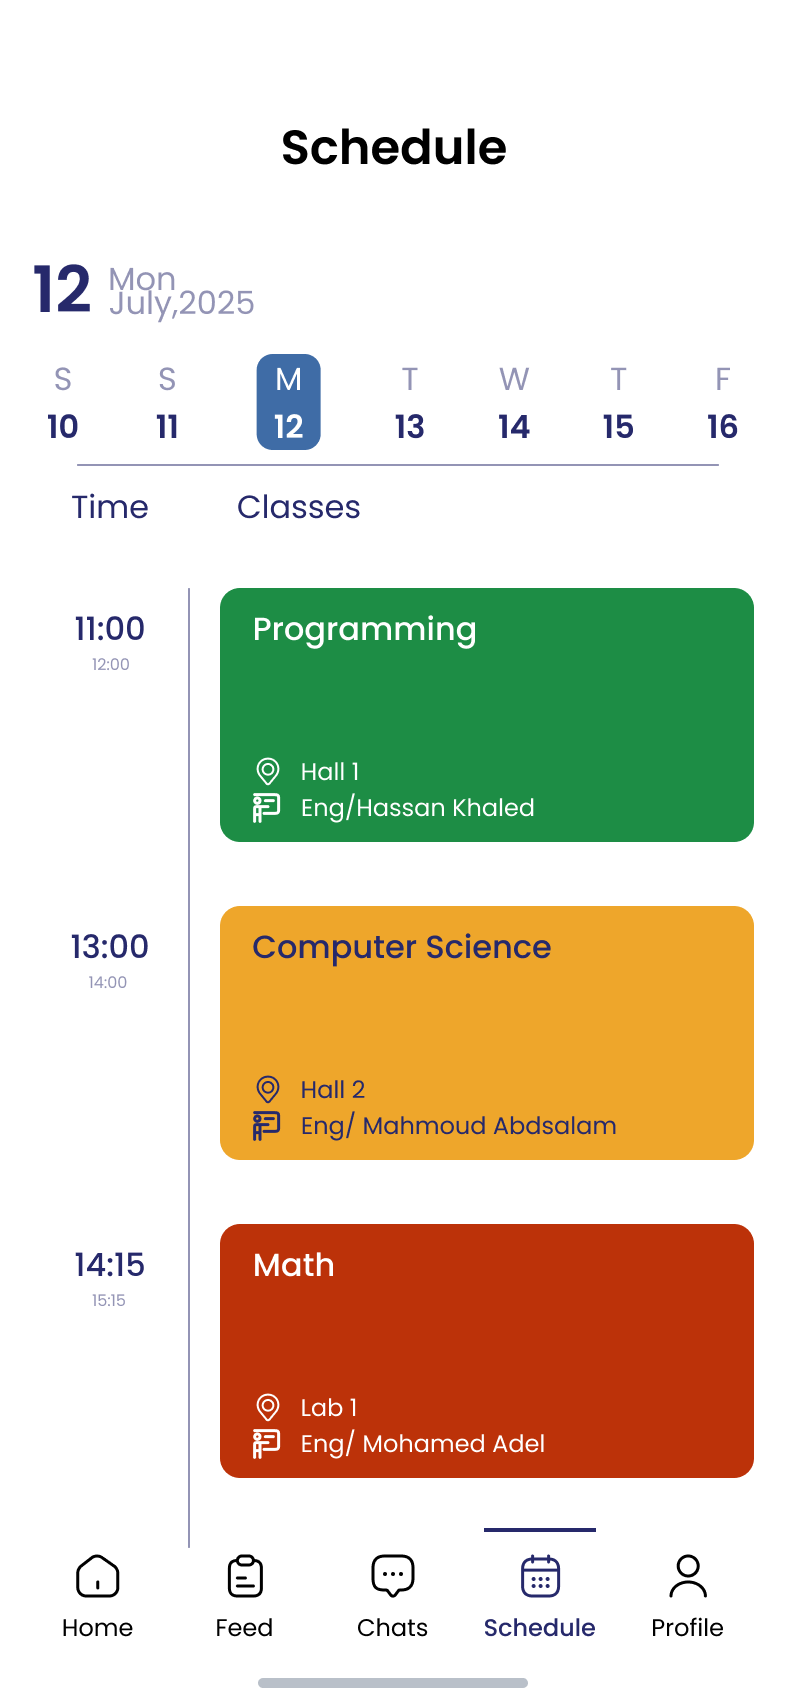 Schedule
12 Mon
July,2025
S S M T W T F
10 11 12 13 14 15 16
Time Classes
11:00 Programming
12:00
Hall 1
Eng/Hassan Khaled
13:00 Computer Science
14:00
Hall 2
Eng/ Mahmoud Abdsalam
14:15 Math
15:15
Lab 1
Eng/ Mohamed Adel
Home Feed Chats Schedule Profile